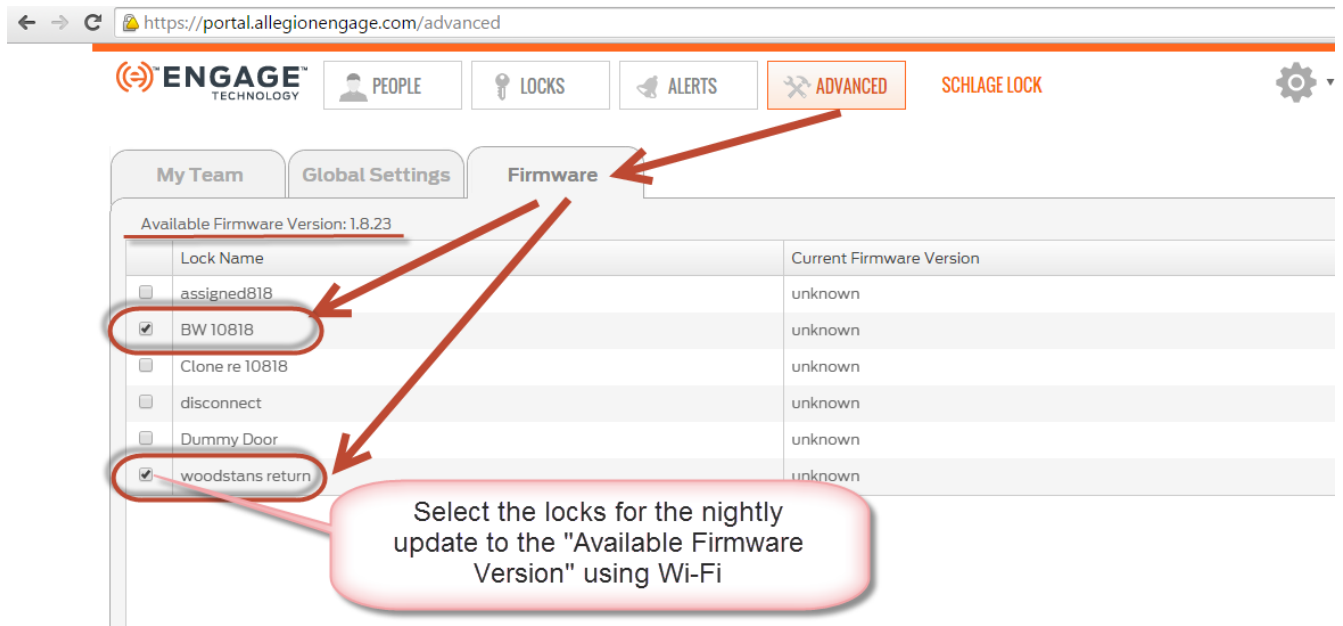 https://portal.allegionengage.com/advanced
ENGAGE™
TECHNOLOGY
PEOPLE
LOCKS
ALERTS
ADVANCED
SCHLAGE LOCK
My Team
Global Settings
Firmware
Available Firmware Version: 1.8.23
Lock Name Current Firmware Version
assigned818 unknown
BW 10818 unknown
Clone re 10818 unknown
disconnect unknown
Dummy Door unknown
woodstans return unknown
Select the locks for the nightly
update to the "Available Firmware
Version" using Wi-Fi